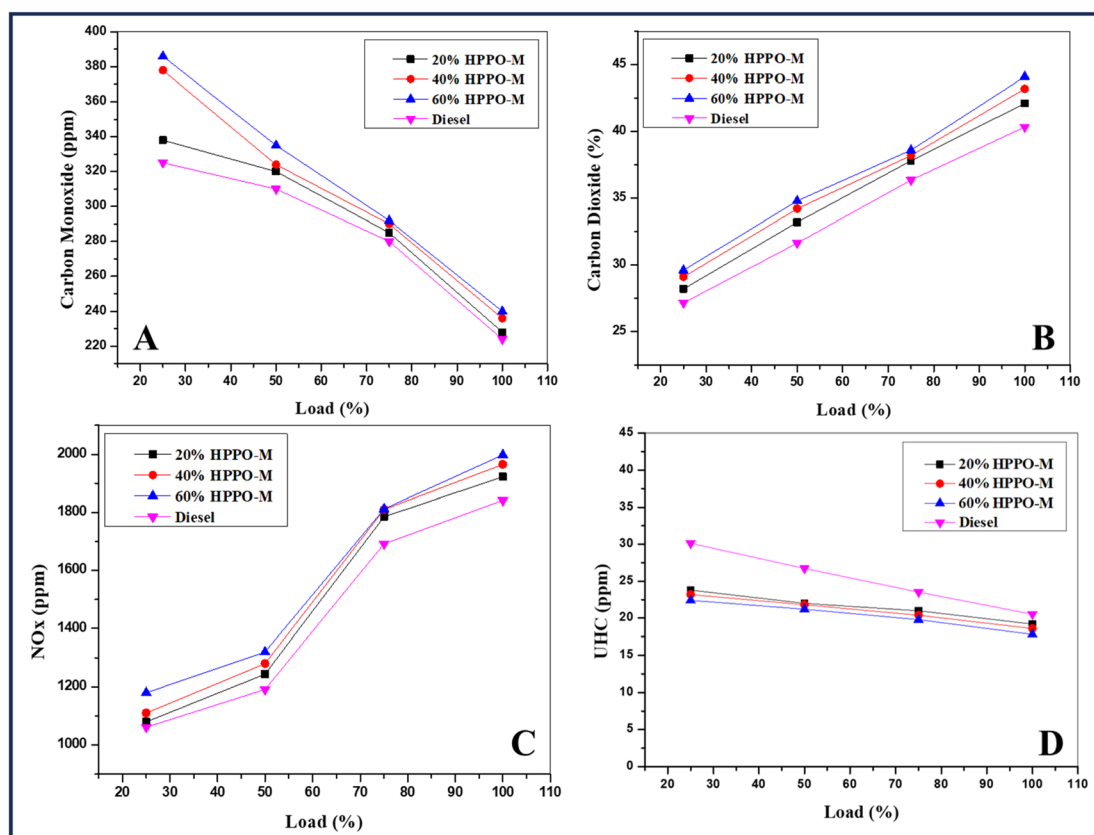 400
380
360
340
320
300
280
260
240
220
Carbon Monoxide (ppm)
20% HPPO-M
40% HPPO-M
60% HPPO-M
Diesel
A
20 30 40 50 60 70 80 90 100 110
Load (%)
45
40
35
30
25
Carbon Dioxide (%)
20% HPPO-M
40% HPPO-M
60% HPPO-M
Diesel
B
20 30 40 50 60 70 80 90 100 110
Load (%)
2000
1800
1600
1400
1200
1000
NOx (ppm)
20% HPPO-M
40% HPPO-M
60% HPPO-M
Diesel
C
20 30 40 50 60 70 80 90 100 110
Load (%)
45
40
35
30
25
20
15
10
5
0
UHC (ppm)
20% HPPO-M
40% HPPO-M
60% HPPO-M
Diesel
D
20 30 40 50 60 70 80 90 100 110
Load (%)